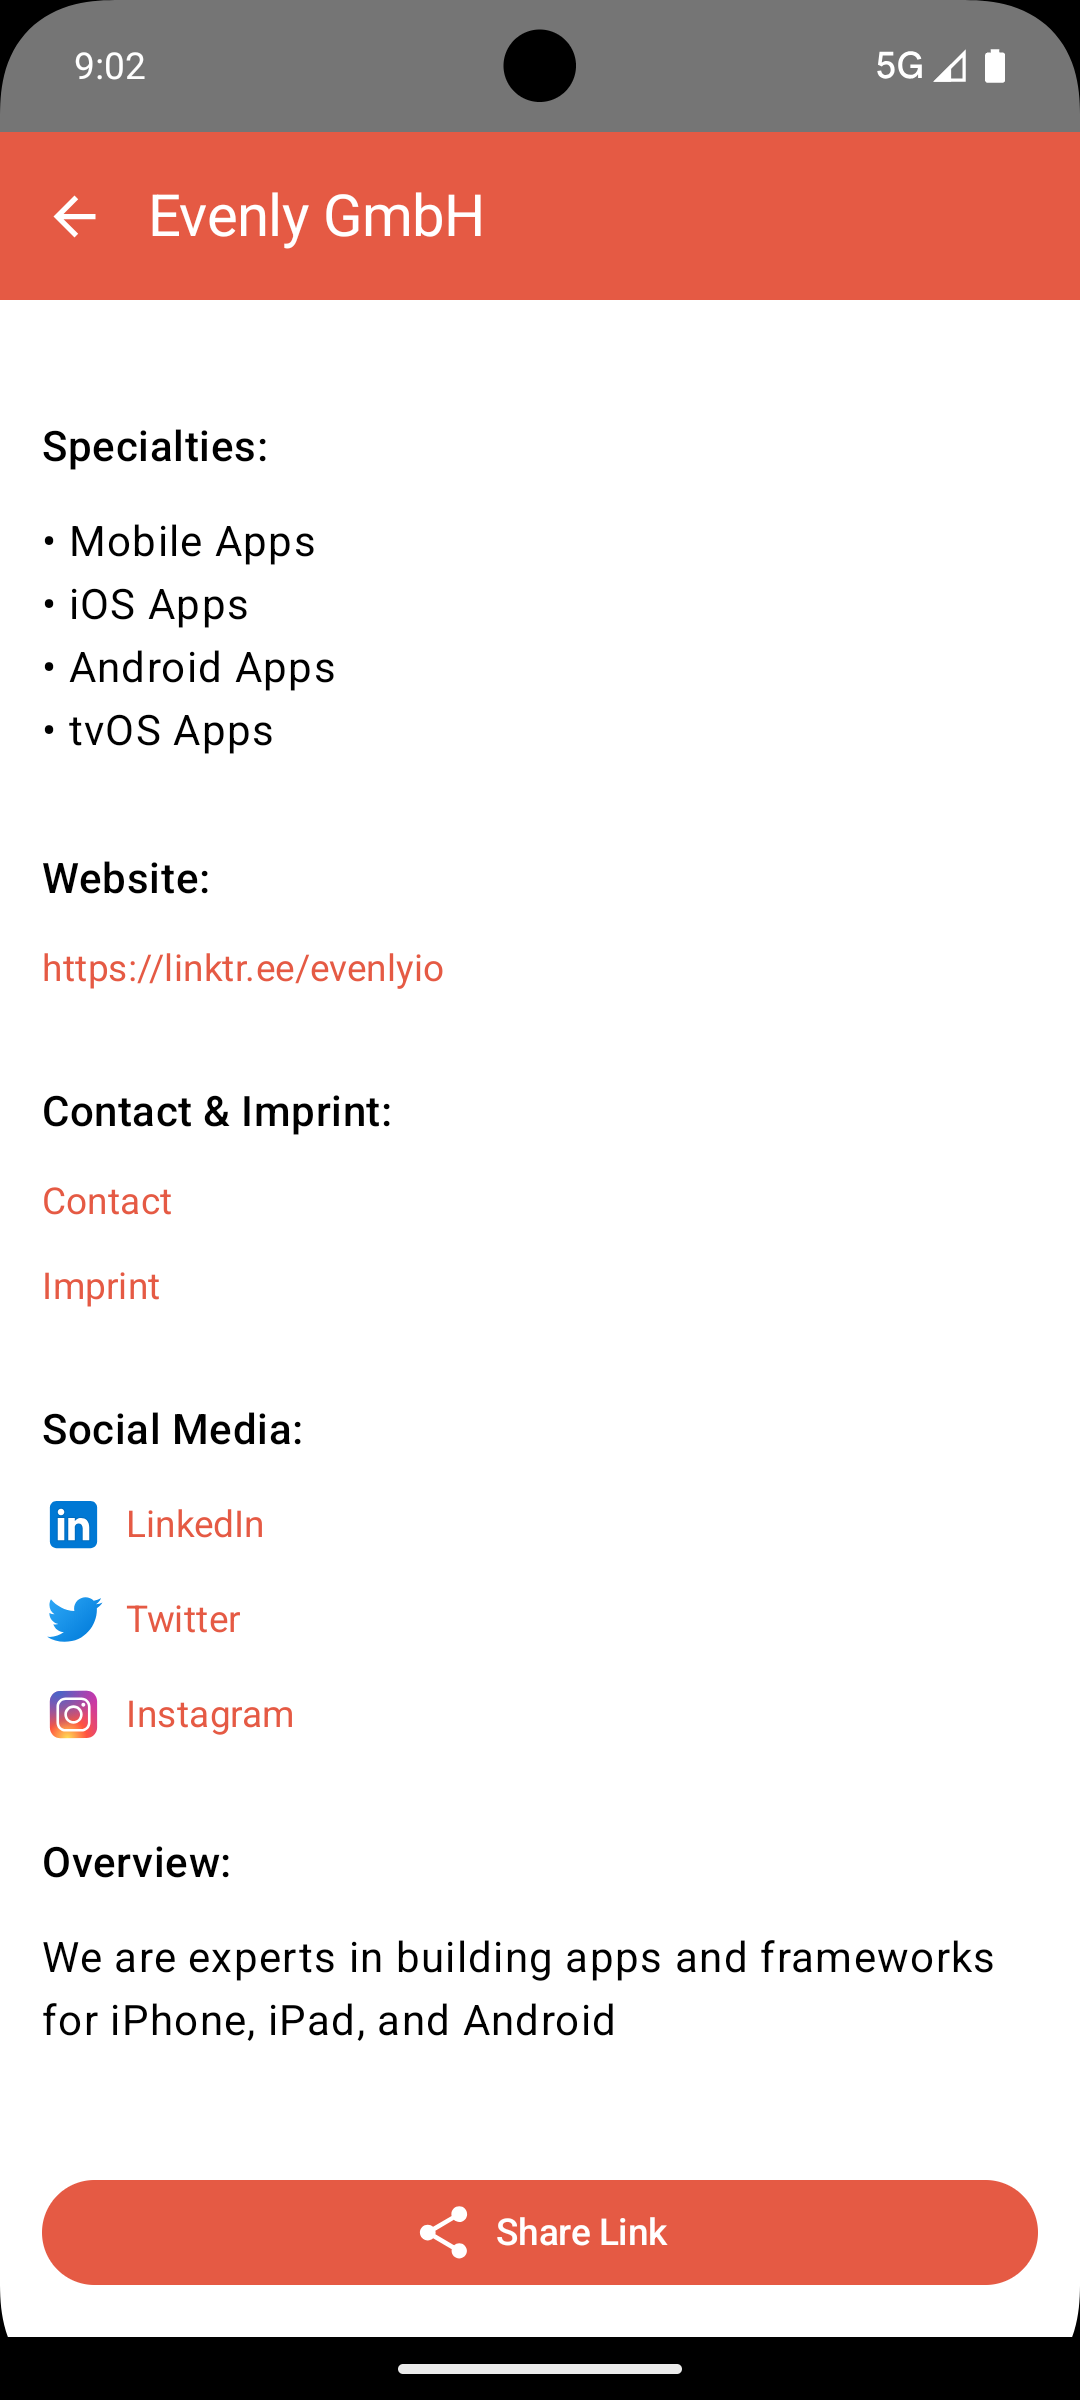 9:02
5G
Evenly GmbH
Specialties:
• Mobile Apps
• iOS Apps
• Android Apps
• tvOS Apps
Website:
https://linktr.ee/evenlyio
Contact & Imprint:
Contact
Imprint
Social Media:
in LinkedIn
Twitter
Instagram
Overview:
We are experts in building apps and frameworks
for iPhone, iPad, and Android
Share Link